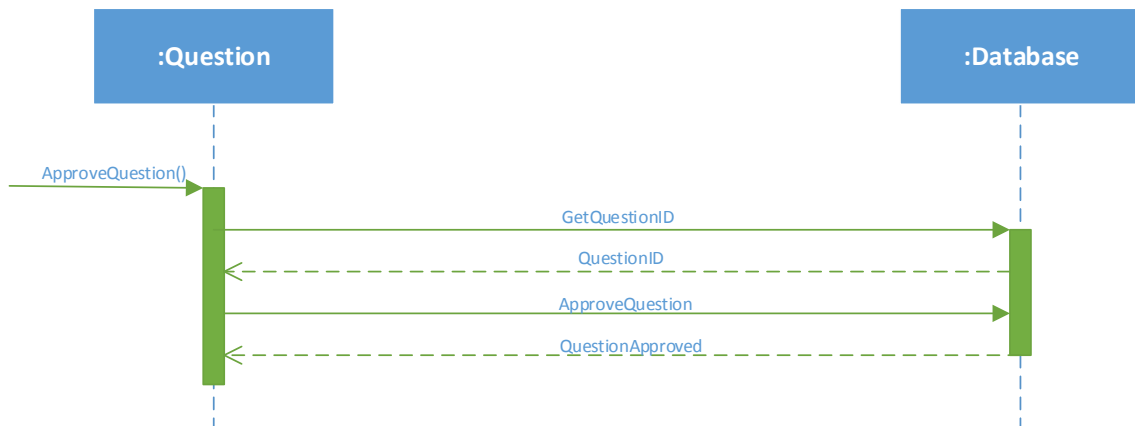 :Question
:Database
ApproveQuestion()
GetQuestionID
QuestionID
ApproveQuestion
QuestionApproved